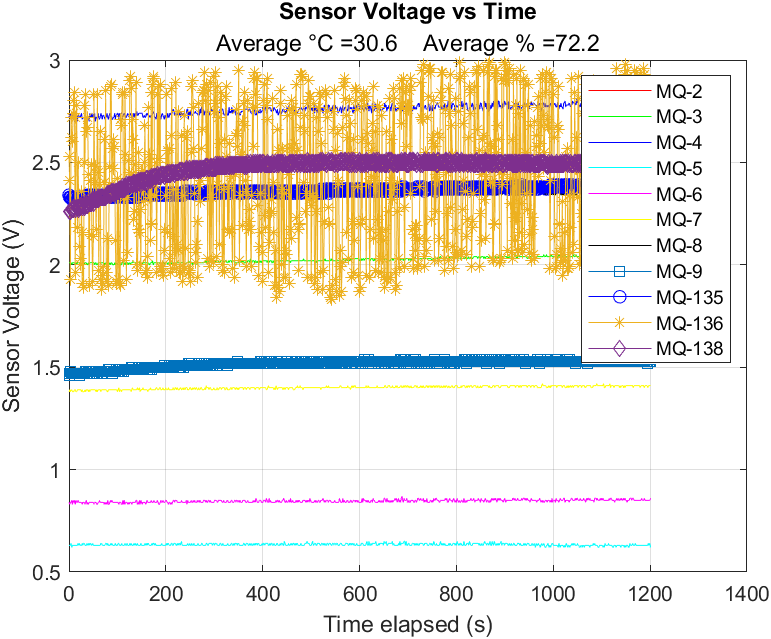 Sensor Voltage vs Time
Average °C =30.6 Average % =72.2
3
2.5
2
1.5
1
0.5
Sensor Voltage (V)
MQ-2
MQ-3
MQ-4
MQ-5
MQ-6
MQ-7
MQ-8
MQ-9
MQ-135
MQ-136
MQ-138
0 200 400 600 800 1000 1200 1400
Time elapsed (s)